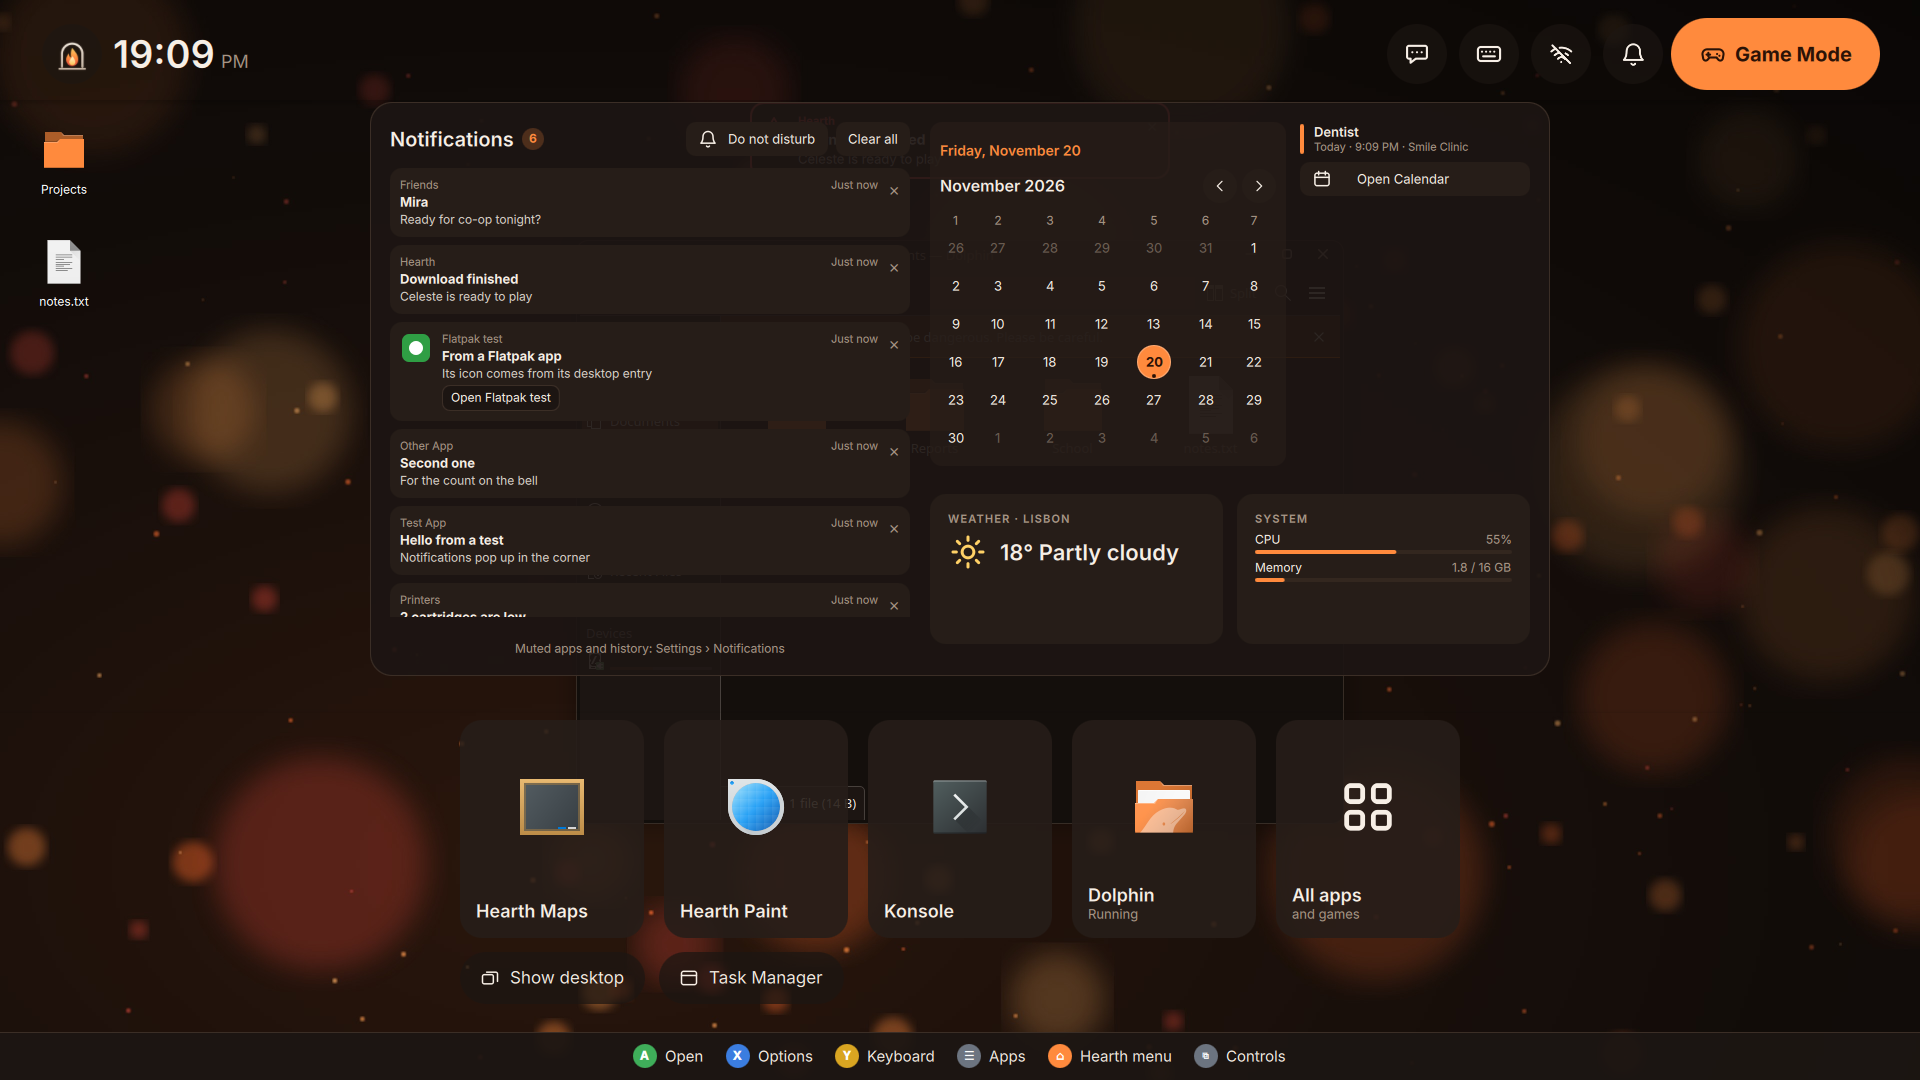 19:09 PM
Game Mode
Projects
notes.txt
Notifications 6
Do not disturb
Clear all
Friends
Just now
Mira
Ready for co-op tonight?
Hearth
Just now
Download finished
Celeste is ready to play
Flatpak test
Just now
From a Flatpak app
Its icon comes from its desktop entry
Open Flatpak test
Other App
Just now
Second one
For the count on the bell
Test App
Just now
Hello from a test
Notifications pop up in the corner
Printers
Just now
2 cartridges are low
Muted apps and history: Settings › Notifications
Friday, November 20
November 2026
1 2 3 4 5 6 7
26 27 28 29 30 31 1
2 3 4 5 6 7 8
9 10 11 12 13 14 15
16 17 18 19 20 21 22
23 24 25 26 27 28 29
30 1 2 3 4 5 6
Dentist
Today · 9:09 PM · Smile Clinic
Open Calendar
WEATHER · LISBON
18° Partly cloudy
SYSTEM
CPU 55%
Memory 1.8 / 16 GB
Devices
1 file (14 B)
Hearth Maps
Hearth Paint
Konsole
Dolphin
Running
All apps
and games
Show desktop
Task Manager
A Open
X Options
Y Keyboard
Apps
Hearth menu
Controls